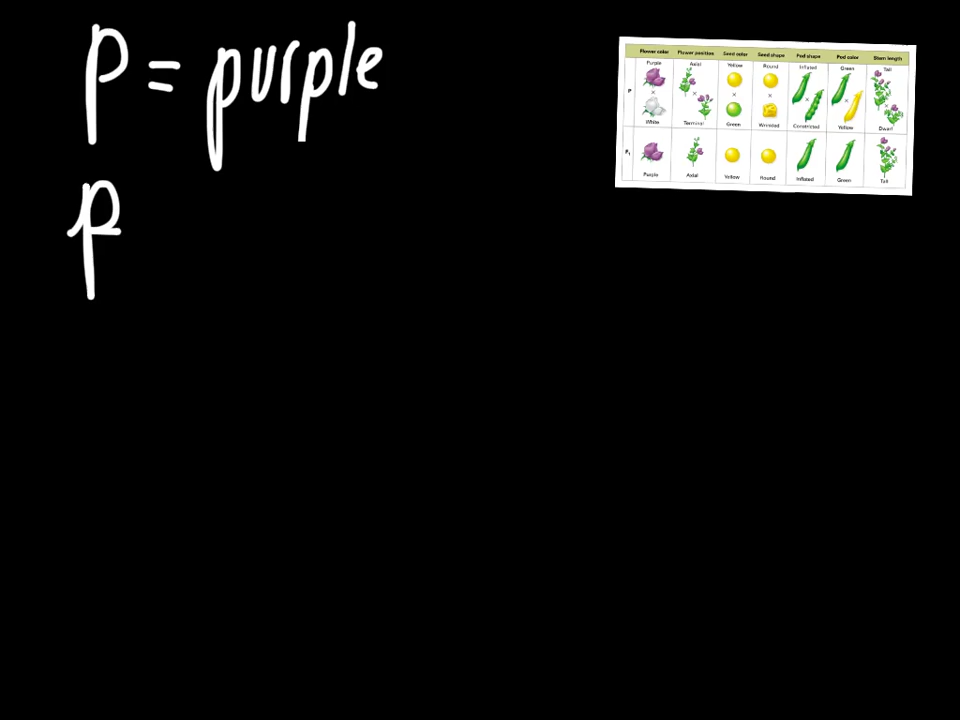 P = purple
p
Flower color Flower position Seed color Seed shape Pod shape Pod color Stem length
P
Purple Axial Yellow Round Inflated Green Tall
× × × × × × ×
White Terminal Green Wrinkled Constricted Yellow Dwarf
F₁
Purple Axial Yellow Round Inflated Green Tall